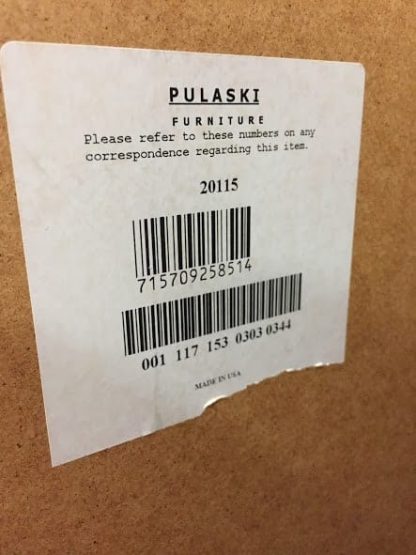 PULASKI
FURNITURE
Please refer to these numbers on any
correspondence regarding this item.
20115
715709258514
001 117 153 0303 0344
MADE IN USA